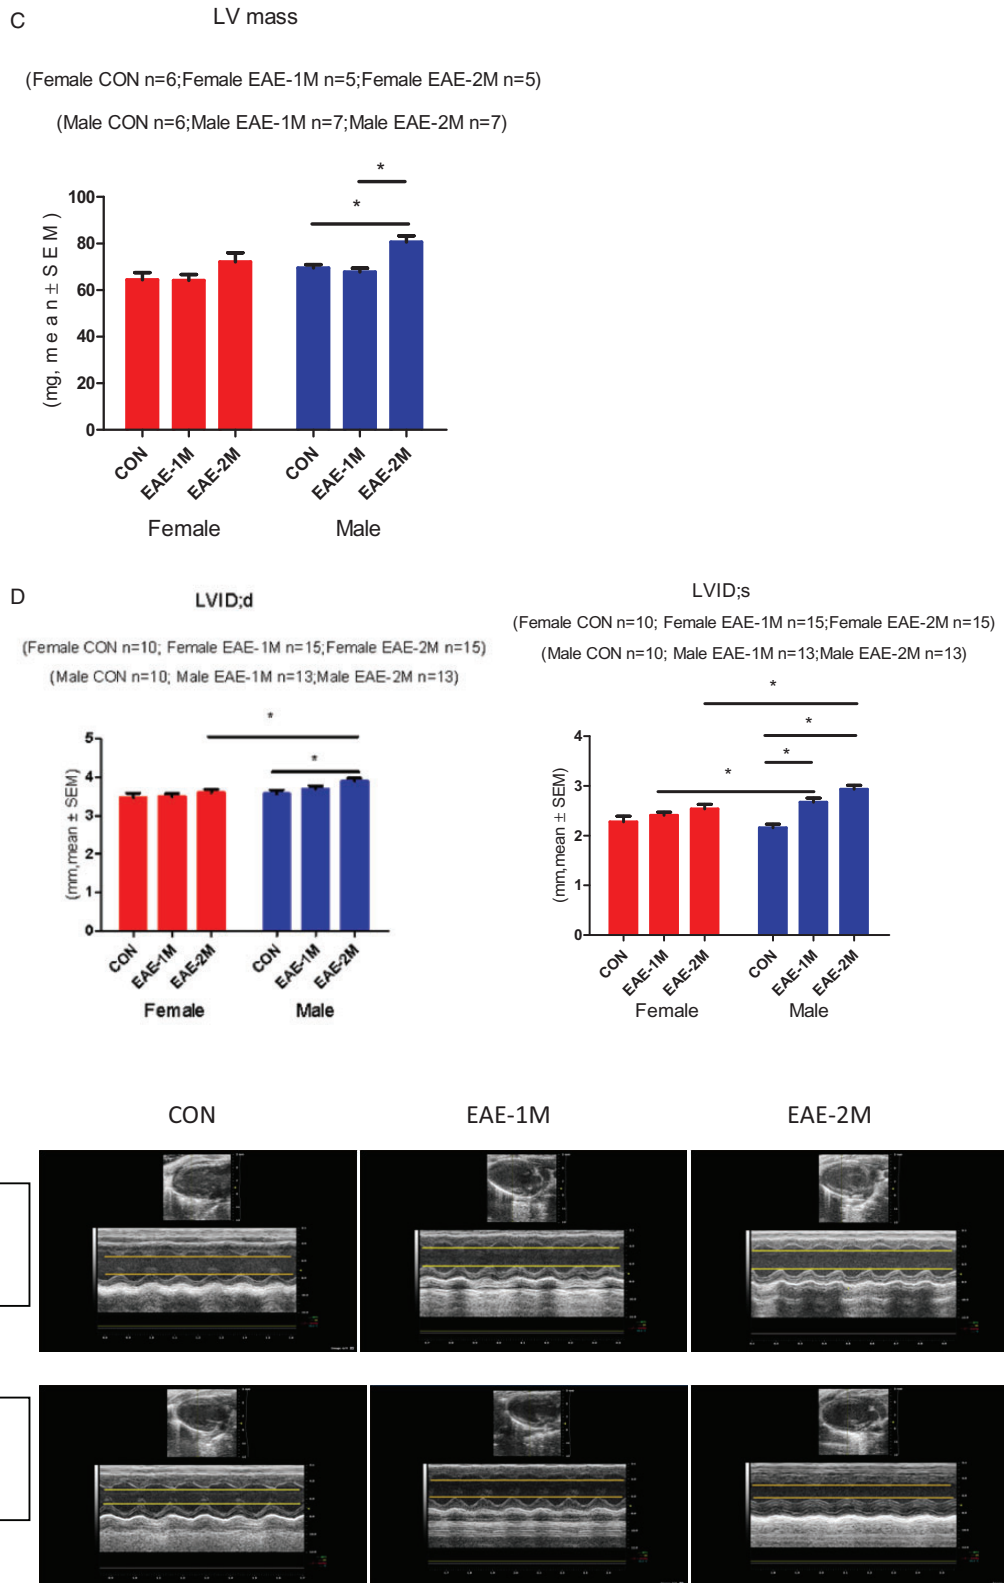 C
LV mass
(Female CON n=6;Female EAE-1M n=5;Female EAE-2M n=5)
(Male CON n=6;Male EAE-1M n=7;Male EAE-2M n=7)
*
*
(mg, mean ± SEM)
100
80
60
40
20
0
CON
EAE-1M
EAE-2M
CON
EAE-1M
EAE-2M
Female
Male
D
LVID;d
(Female CON n=10; Female EAE-1M n=15;Female EAE-2M n=15)
(Male CON n=10; Male EAE-1M n=13;Male EAE-2M n=13)
*
*
(mm,mean ± SEM)
5
4
3
2
1
0
CON
EAE-1M
EAE-2M
CON
EAE-1M
EAE-2M
Female
Male
LVID;s
(Female CON n=10; Female EAE-1M n=15;Female EAE-2M n=15)
(Male CON n=10; Male EAE-1M n=13;Male EAE-2M n=13)
*
*
*
*
(mm,mean ± SEM)
4
3
2
1
0
CON
EAE-1M
EAE-2M
CON
EAE-1M
EAE-2M
Female
Male
CON
EAE-1M
EAE-2M